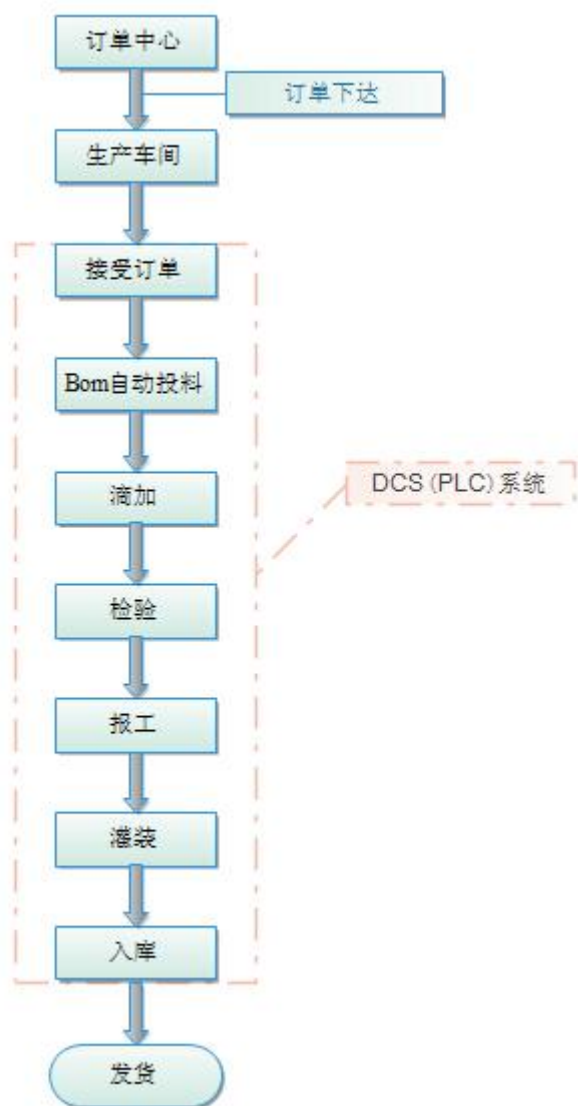 订单中心
订单下达
生产车间
接受订单
Bom自动投料
滴加
DCS (PLC) 系统
检验
报工
灌装
入库
发货